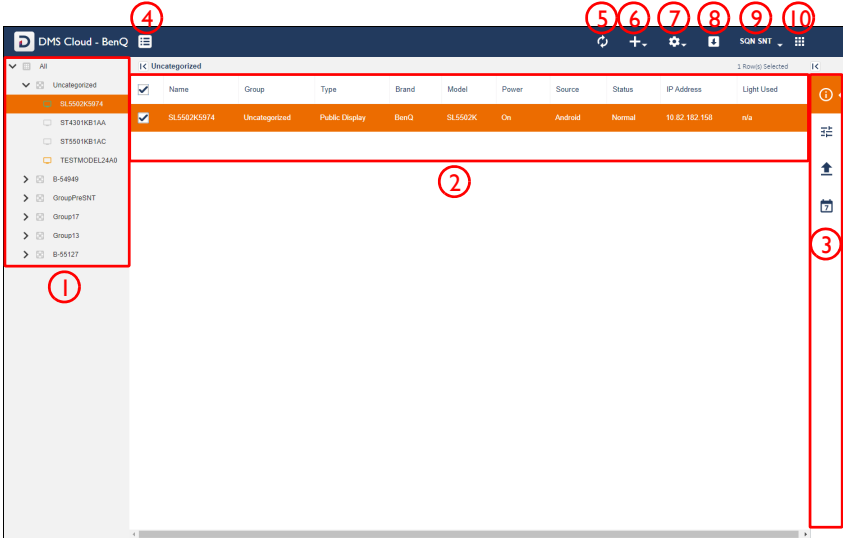 4 5 6 7 8 9 10
D DMS Cloud - BenQ SQN SNT
All
Uncategorized
SL5502K5974
ST4301KB1AA
ST5501KB1AC
TESTMODEL24A0
B-54949
GroupPreSNT
Group17
Group13
B-55127
1
Uncategorized 1 Row(s) Selected
Name Group Type Brand Model Power Source Status IP Address Light Used
SL5502K5974 Uncategorized Public Display BenQ SL5502K On Android Normal 10.82.182.158 n/a
2
7
3